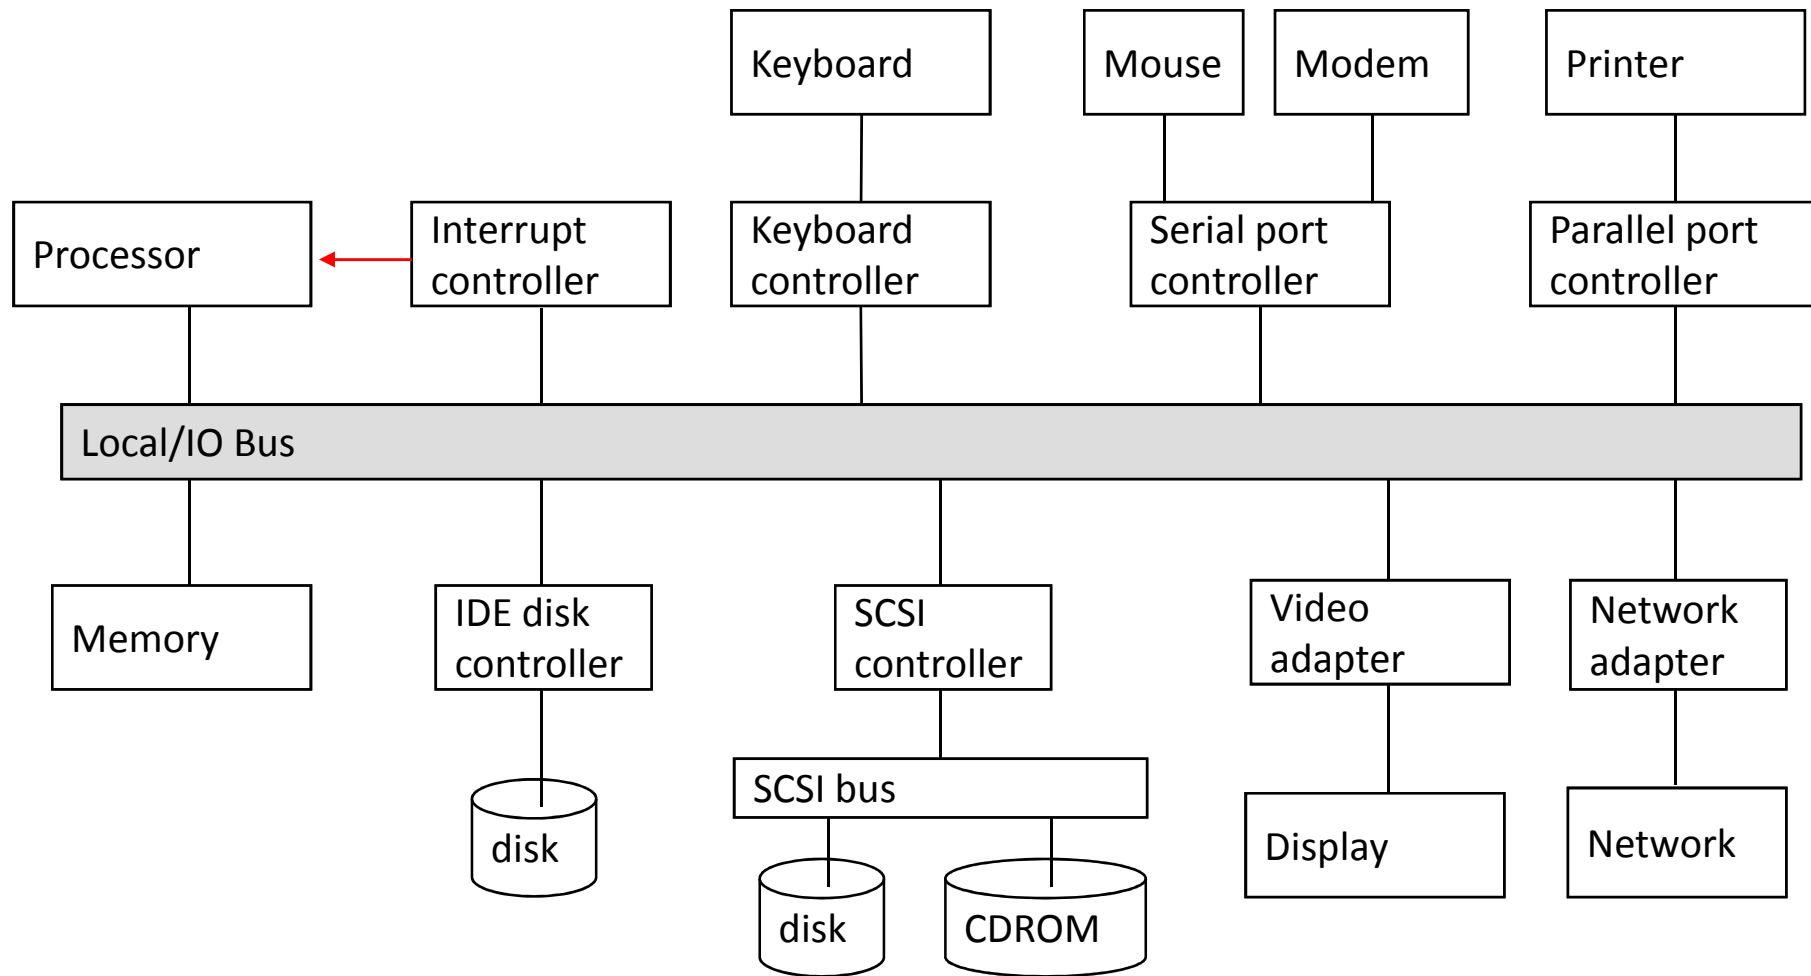 Keyboard
Mouse
Modem
Printer
Processor
Interrupt
controller
Keyboard
controller
Serial port
controller
Parallel port
controller
Local/IO Bus
Memory
IDE disk
controller
SCSI
controller
Video
adapter
Network
adapter
SCSI bus
disk
Display
Network
disk
CDROM